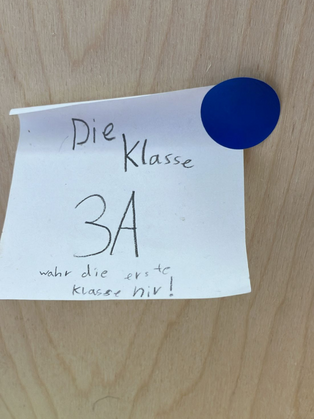 Die
Klasse
3A
wahr die erste
Klasse hir!